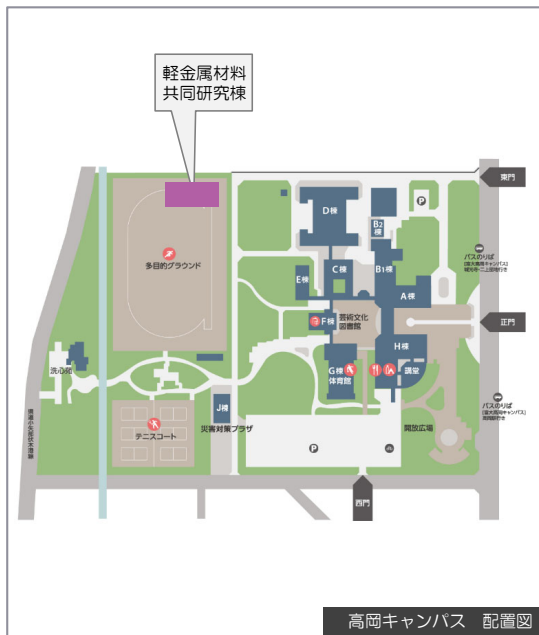 軽金属材料
共同研究棟
東門
D棟
P
B2
棟
バスのりば
多目的グラウンド
C棟
B1棟
E棟
A棟
F棟
芸術文化
図書館
正門
H棟
洗心苑
G棟
体育館
講堂
J棟
バスのりば
災害対策プラザ
テニスコート
開放広場
P
西門
高岡キャンパス 配置図